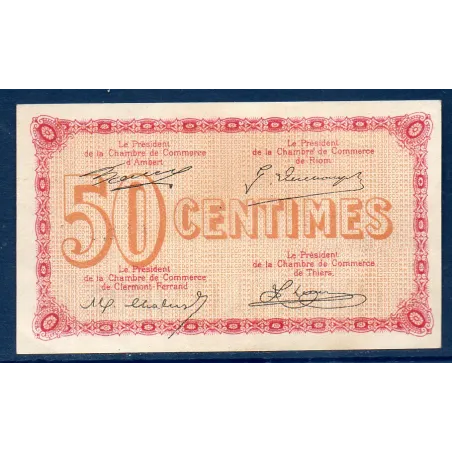 Le Président
de la Chambre de Commerce
d'Ambert.
Le Président
de la Chambre de Commerce
de Riom.
50 CENTIMES
Le Président
de la Chambre de Commerce
de Clermont-Ferrand
Le Président
de la Chambre de Commerce
de Thiers.